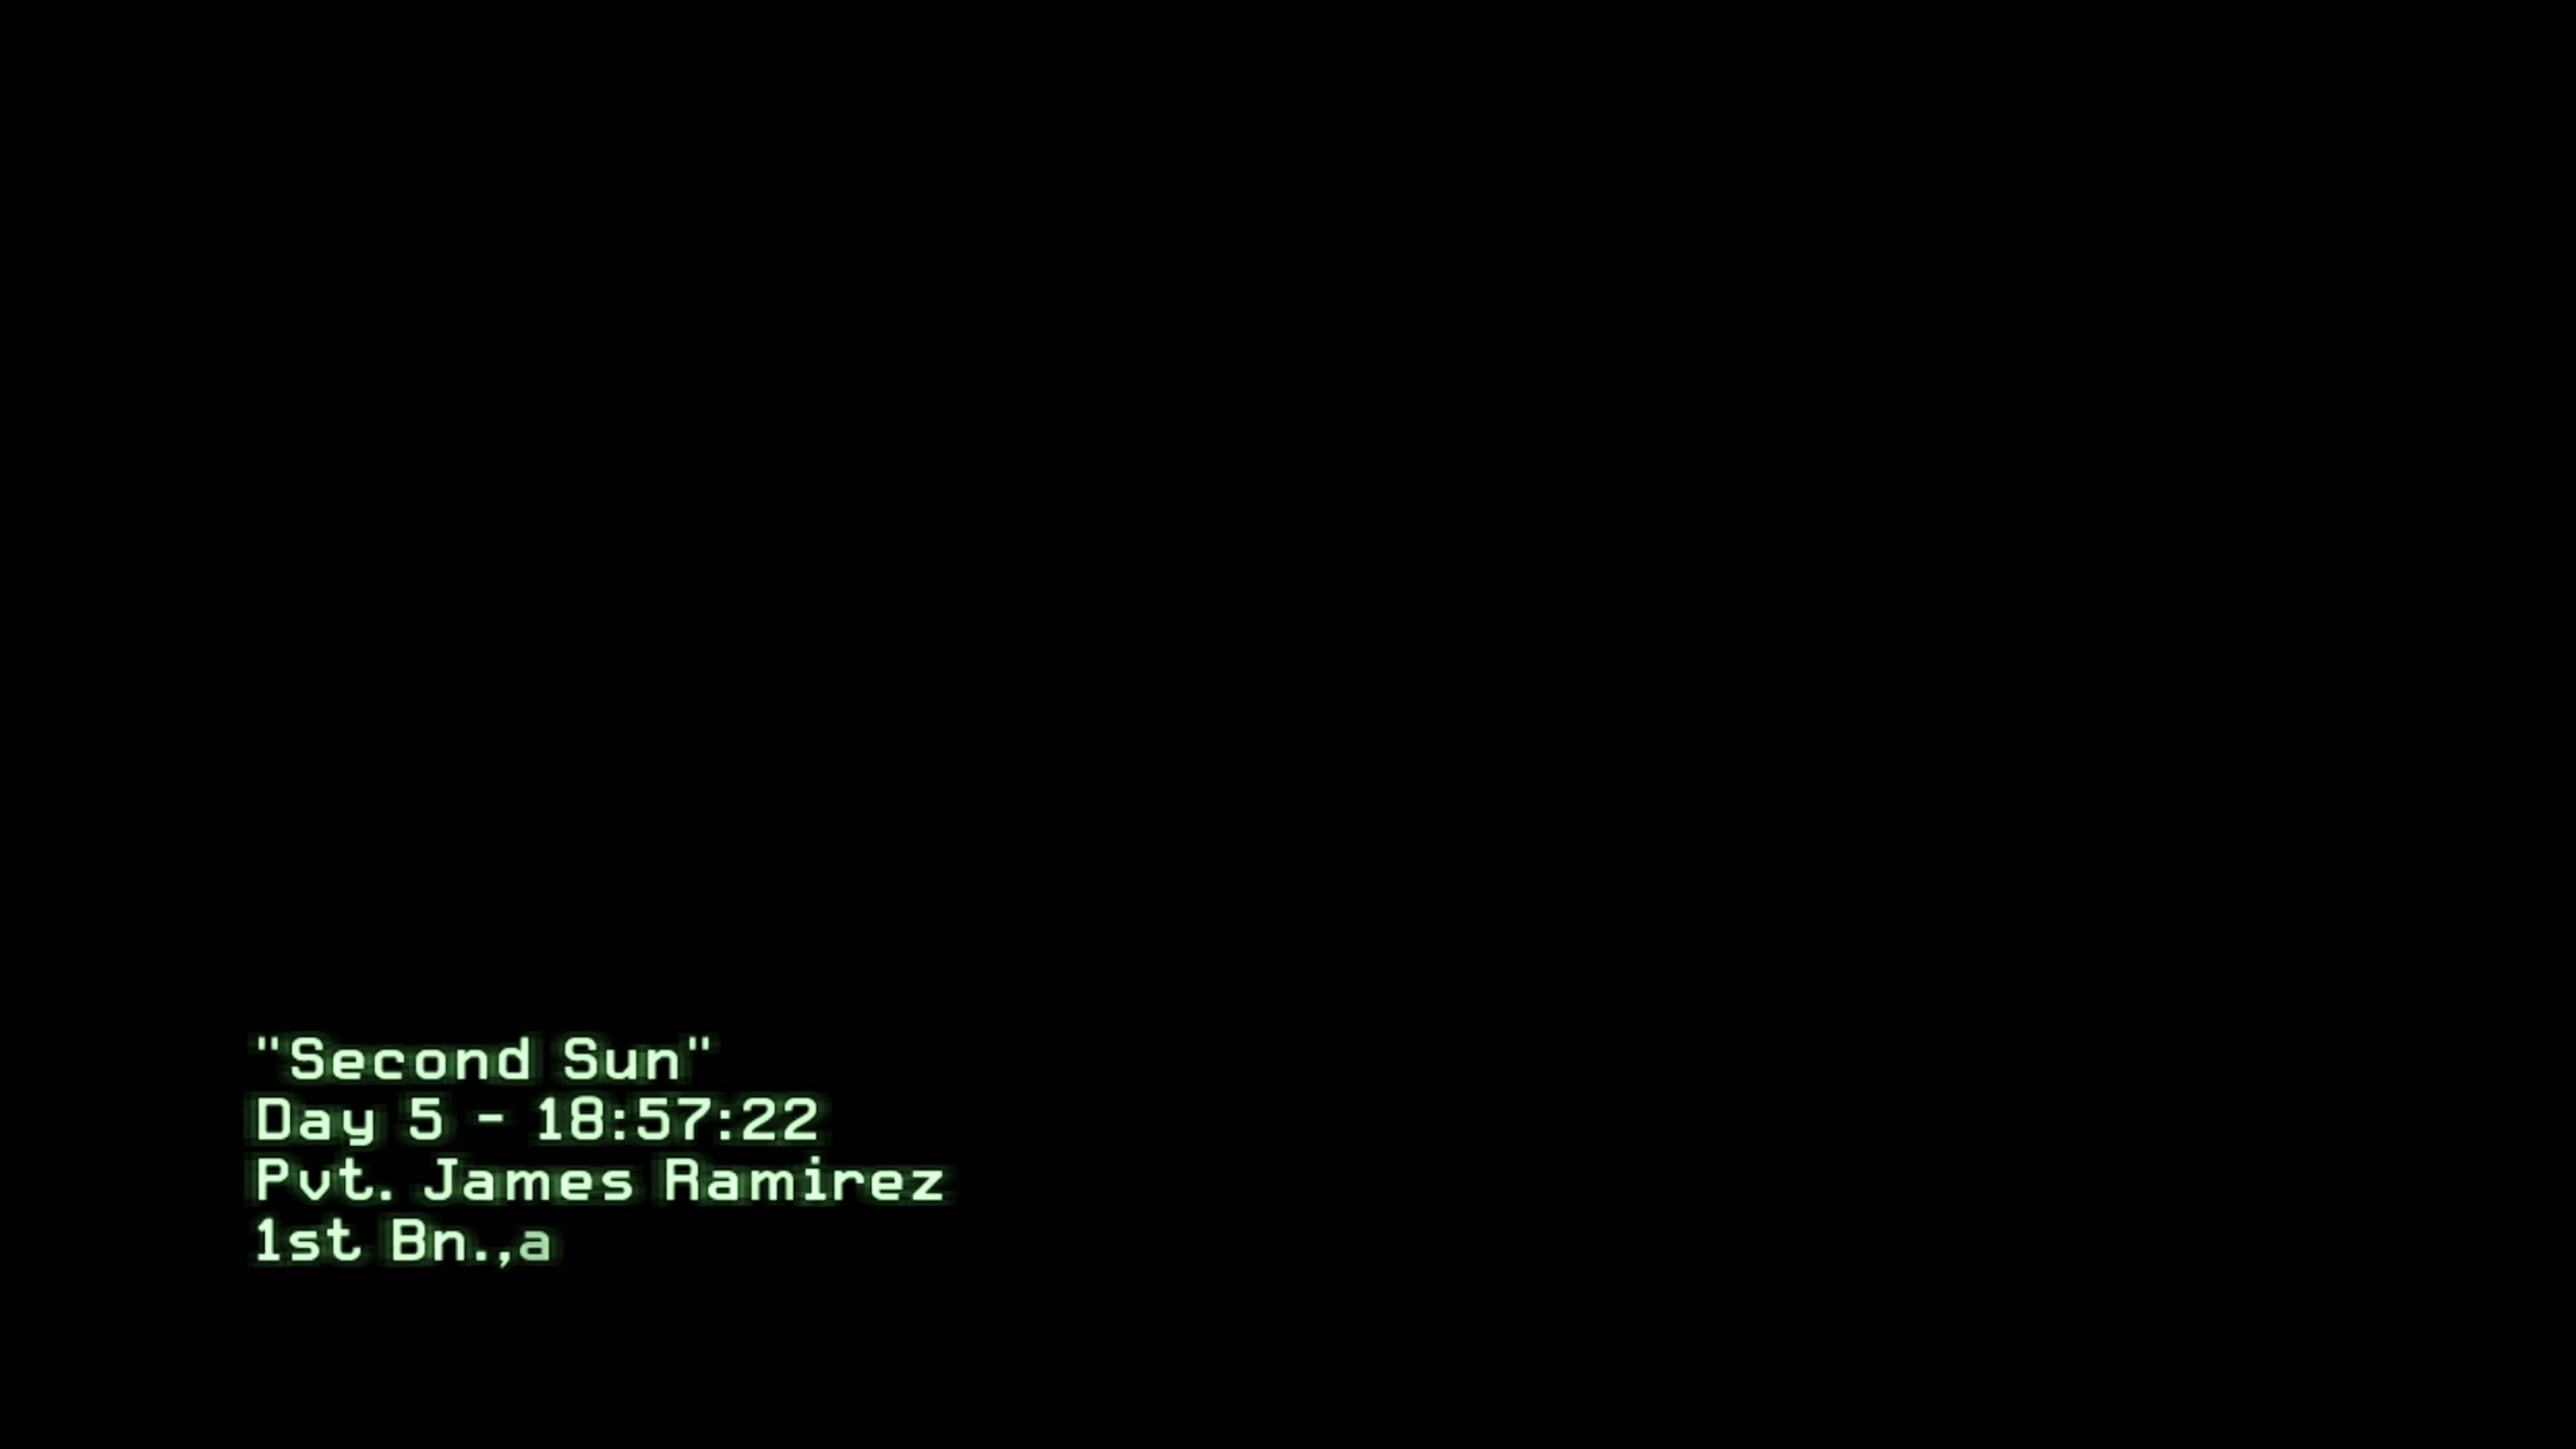 "Second Sun"
Day 5 - 18:57:22
Pvt. James Ramirez
1st Bn.,a